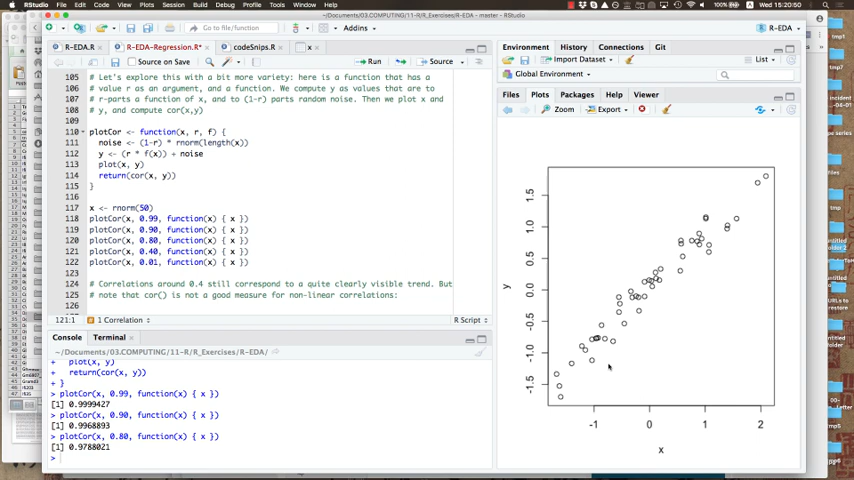 RStudio File Edit Code View Plots Session Build Debug Profile Tools Window Help
100% Wed 15:20:50
~/Documents/03.COMPUTING/11-R/R_Exercises/R-EDA - master - RStudio
Go to file/function
Addins
R-EDA
R-EDA.R
R-EDA-Regression.R*
codeSnips.R
x
Source on Save
Run
Source
105 # Let's explore this with a bit more variety: here is a function that has a
106 # value r as an argument, and a function. We compute y values that are to
107 # r-parts a function of x, and to (1-r) parts random noise. Then we plot x and
108 # y, and compute cor(x,y)
109
110 plotCor <- function(x, r, f) {
111 noise <- (1-r) * rnorm(length(x))
112 y <- (r * f(x)) + noise
113 plot(x, y)
114 return(cor(x, y))
115 }
116
117 x <- rnorm(50)
118 plotCor(x, 0.99, function(x) { x })
119 plotCor(x, 0.90, function(x) { x })
120 plotCor(x, 0.80, function(x) { x })
121 plotCor(x, 0.40, function(x) { x })
122 plotCor(x, 0.01, function(x) { x })
123
124 # Correlations around 0.4 still correspond to a quite clearly visible trend. But
125 # note that cor() is not a good measure for non-linear correlations:
126
121:1
1 Correlation
R Script
Console
Terminal
~/Documents/03.COMPUTING/11-R/R_Exercises/R-EDA/
+ plot(x, y)
+ return(cor(x, y))
+ }
> plotCor(x, 0.99, function(x) { x })
[1] 0.9999427
> plotCor(x, 0.90, function(x) { x })
[1] 0.9968893
> plotCor(x, 0.80, function(x) { x })
[1] 0.9788021
>
Environment
History
Connections
Git
Import Dataset
List
Global Environment
Files
Plots
Packages
Help
Viewer
Zoom
Export
1.5
1.0
0.5
0.0
-0.5
-1.0
-1.5
y
-1 0 1 2
x